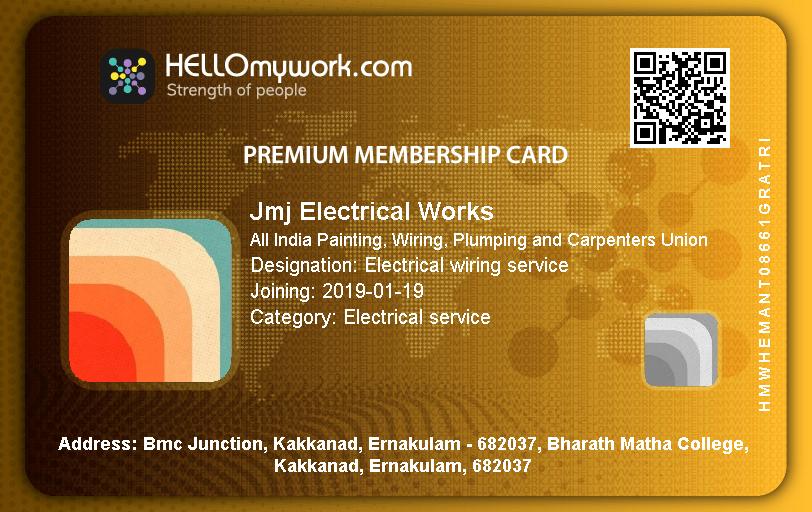 HELLOmywork.com
Strength of people
PREMIUM MEMBERSHIP CARD
Jmj Electrical Works
All India Painting, Wiring, Plumping and Carpenters Union
Designation: Electrical wiring service
Joining: 2019-01-19
Category: Electrical service
HMWHEMANT08661GRATRI
Address: Bmc Junction, Kakkanad, Ernakulam - 682037, Bharath Matha College,
Kakkanad, Ernakulam, 682037